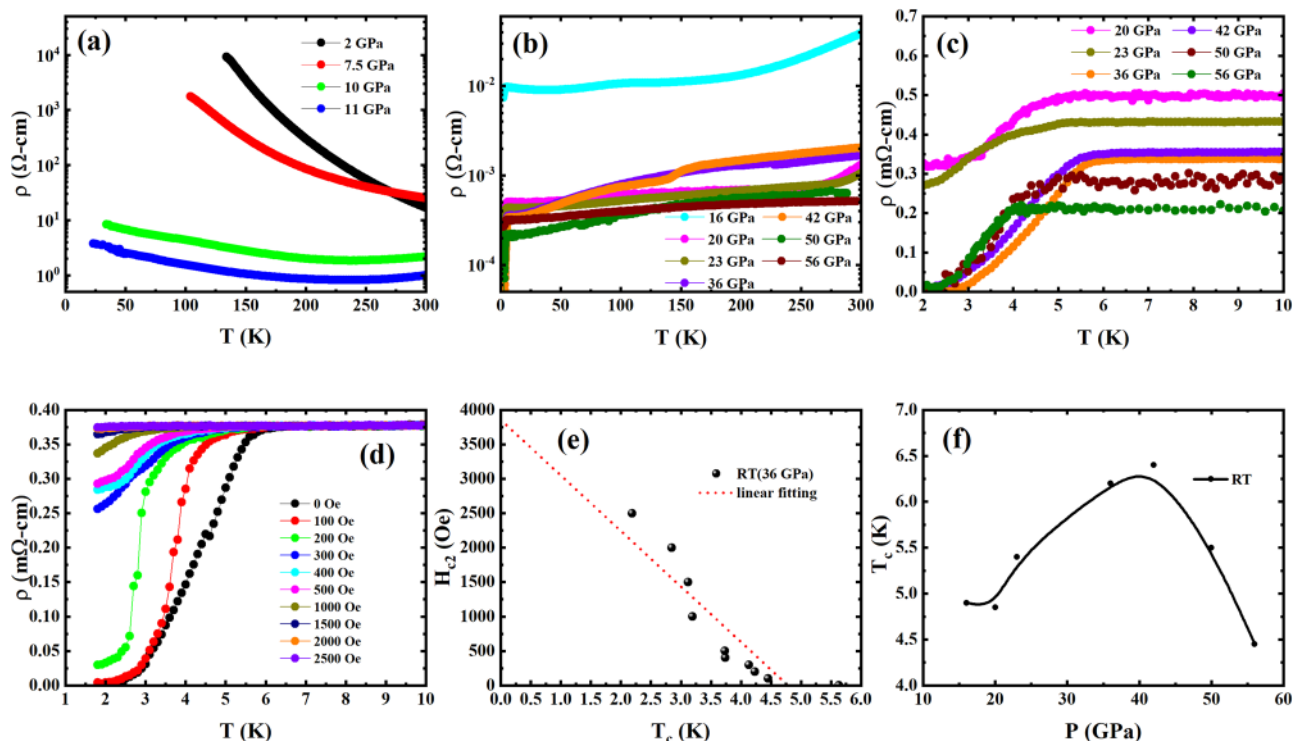 (a)
2 GPa
7.5 GPa
10 GPa
11 GPa
10⁴
10³
10²
10¹
10⁰
ρ (Ω-cm)
0 50 100 150 200 250 300
T (K)
(b)
10⁻²
10⁻³
10⁻⁴
ρ (Ω-cm)
16 GPa 42 GPa
20 GPa 50 GPa
23 GPa 56 GPa
36 GPa
0 50 100 150 200 250 300
T (K)
(c)
20 GPa 42 GPa
23 GPa 50 GPa
36 GPa 56 GPa
0.7
0.6
0.5
0.4
0.3
0.2
0.1
0.0
ρ (mΩ-cm)
2 3 4 5 6 7 8 9 10
T (K)
(d)
0.40
0.35
0.30
0.25
0.20
0.15
0.10
0.05
0.00
ρ (mΩ-cm)
0 Oe
100 Oe
200 Oe
300 Oe
400 Oe
500 Oe
1000 Oe
1500 Oe
2000 Oe
2500 Oe
1 2 3 4 5 6 7 8 9 10
T (K)
(e)
4000
3500
3000
2500
2000
1500
1000
500
0
H_c2 (Oe)
RT(36 GPa)
linear fitting
0.0 0.5 1.0 1.5 2.0 2.5 3.0 3.5 4.0 4.5 5.0 5.5 6.0
T_c (K)
(f)
7.0
6.5
6.0
5.5
5.0
4.5
4.0
T_c (K)
RT
10 20 30 40 50 60
P (GPa)